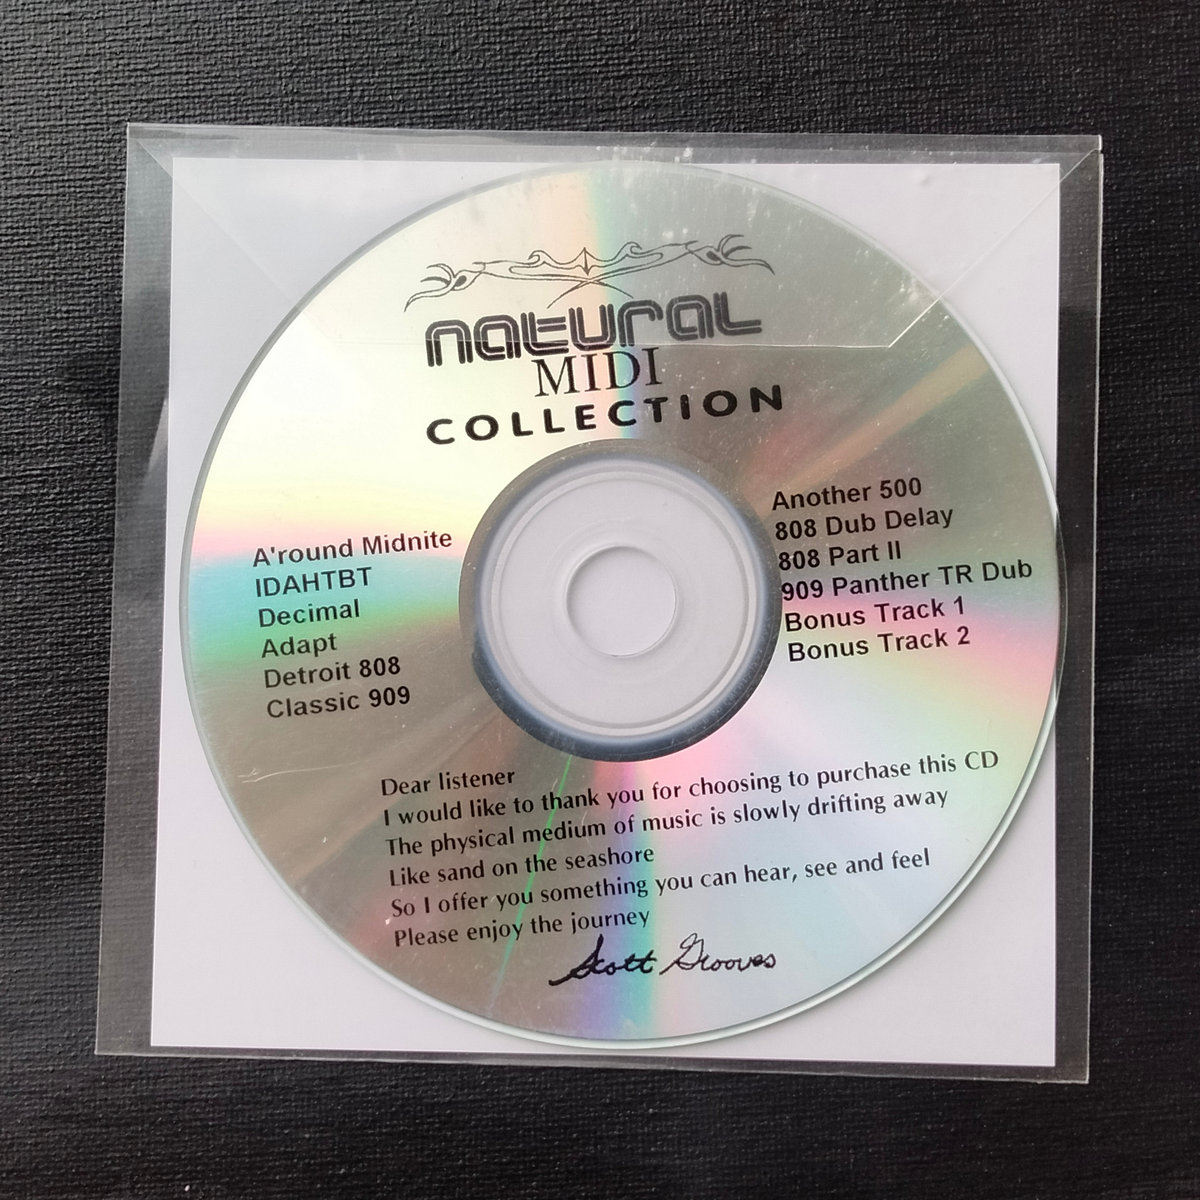 natural
MIDI
COLLECTION
A'round Midnite
IDAHTBT
Decimal
Adapt
Detroit 808
Classic 909
Another 500
808 Dub Delay
808 Part II
909 Panther TR Dub
Bonus Track 1
Bonus Track 2
Dear listener
I would like to thank you for choosing to purchase this CD
The physical medium of music is slowly drifting away
Like sand on the seashore
So I offer you something you can hear, see and feel
Please enjoy the journey
Scott Grooves